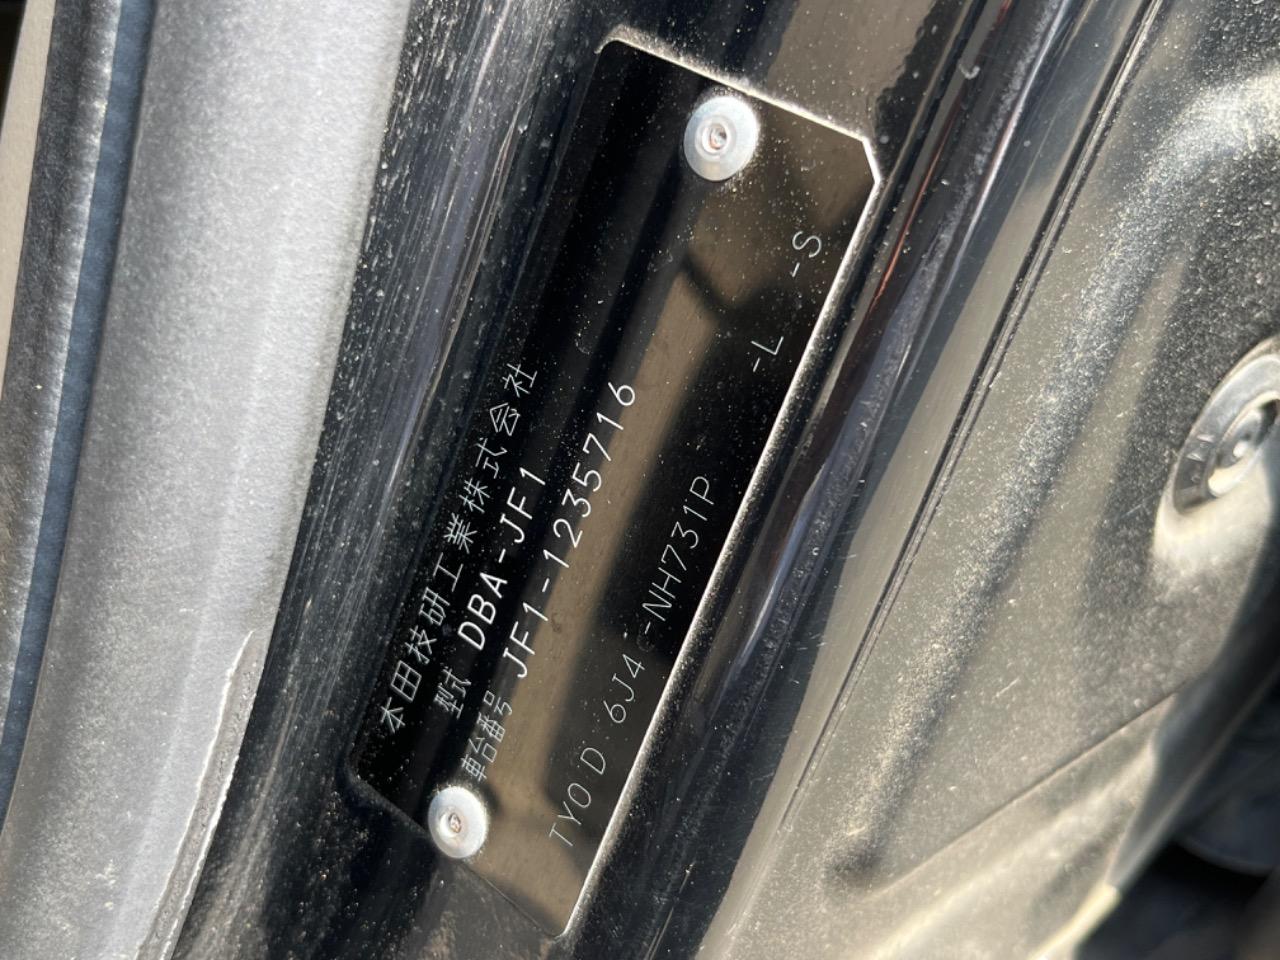 本田技研工業株式会社
型式 DBA-JF1
車台番号 JF1-1235716
TY0 D 6J4 -NH731P -L -S